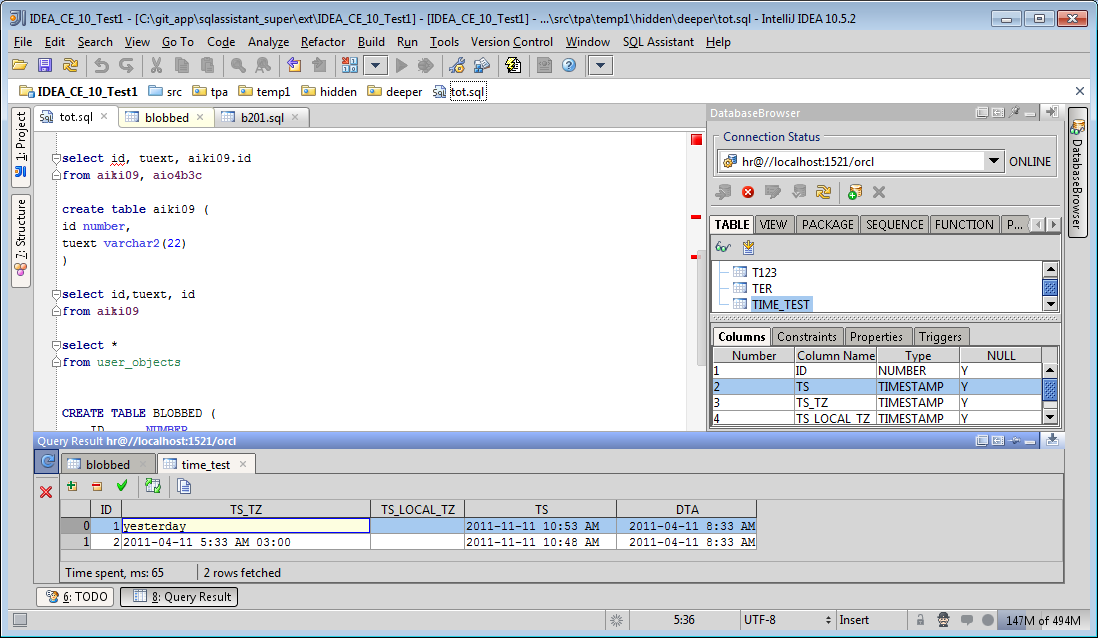 IDEA_CE_10_Test1] - [C:\git_app\sqlassistant_super\ext\IDEA_CE_10_Test1] - [IDEA_CE_10_Test1] - ...\src\tpa\temp1\hidden\deeper\tot.sql - IntelliJ IDEA 10.5.2
File Edit Search View Go To Code Analyze Refactor Build Run Tools Version Control Window SQL Assistant Help
IDEA_CE_10_Test1 src tpa temp1 hidden deeper tot.sql
1: Project
7: Structure
tot.sql blobbed b201.sql
select id, tuext, aiki09.id
from aiki09, aio4b3c
create table aiki09 (
id number,
tuext varchar2(22)
)
select id,tuext, id
from aiki09
select *
from user_objects
CREATE TABLE BLOBBED (
ID NUMBER
DatabaseBrowser
Connection Status
hr@//localhost:1521/orcl ONLINE
TABLE VIEW PACKAGE SEQUENCE FUNCTION P...
T123
TER
TIME_TEST
Columns Constraints Properties Triggers
Number Column Name Type NULL
1 ID NUMBER Y
2 TS TIMESTAMP Y
3 TS_TZ TIMESTAMP Y
4 TS_LOCAL_TZ TIMESTAMP Y
DatabaseBrowser
Query Result hr@//localhost:1521/orcl
blobbed time_test
ID TS_TZ TS_LOCAL_TZ TS DTA
0 1 yesterday 2011-11-11 10:53 AM 2011-04-11 8:33 AM
1 2 2011-04-11 5:33 AM 03:00 2011-11-11 10:48 AM 2011-04-11 8:33 AM
Time spent, ms: 65 2 rows fetched
6: TODO 8: Query Result
5:36 UTF-8 Insert 147M of 494M